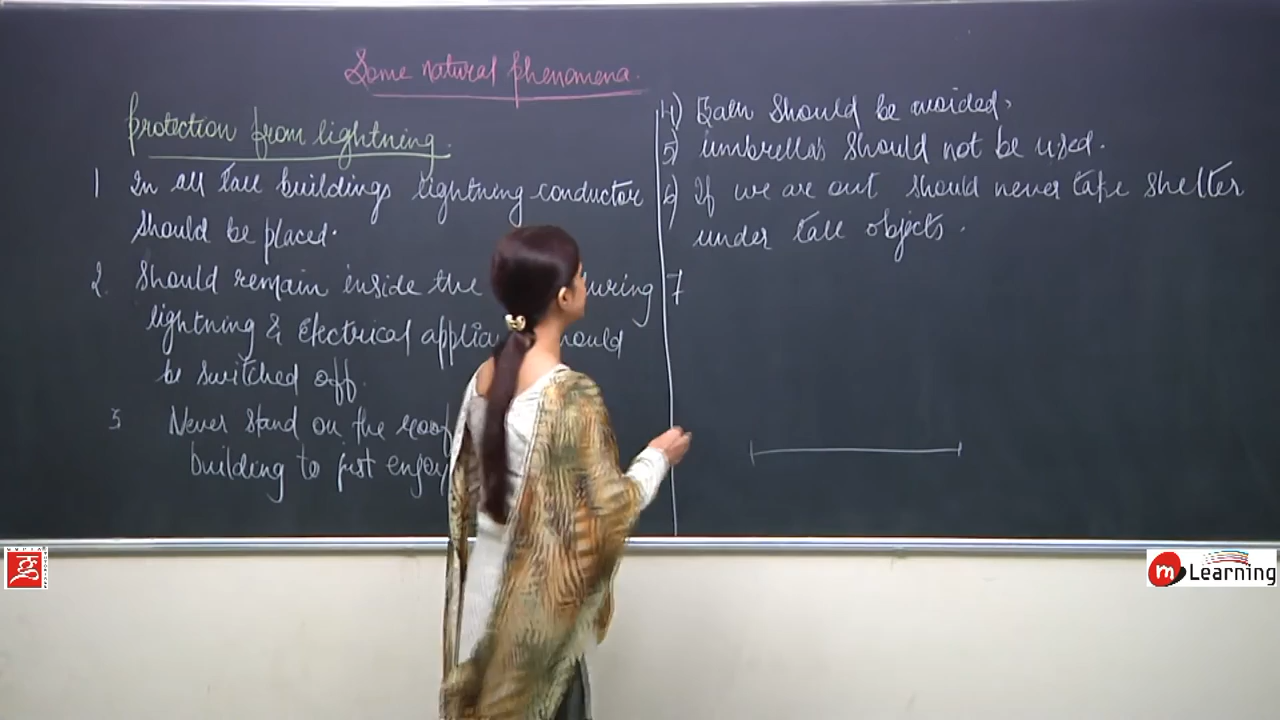 Some natural phenomena.
protection from lightning.
1 In all tall buildings lightning conductor
should be placed.
2. Should remain inside the during
lightning & Electrical should
be switched off.
3 Never stand on the roof
building to just enjoy
4) should be avoided.
5) umbrellas should not be used.
6) If we are out should never take shelter
under tall objects.
7
m Learning